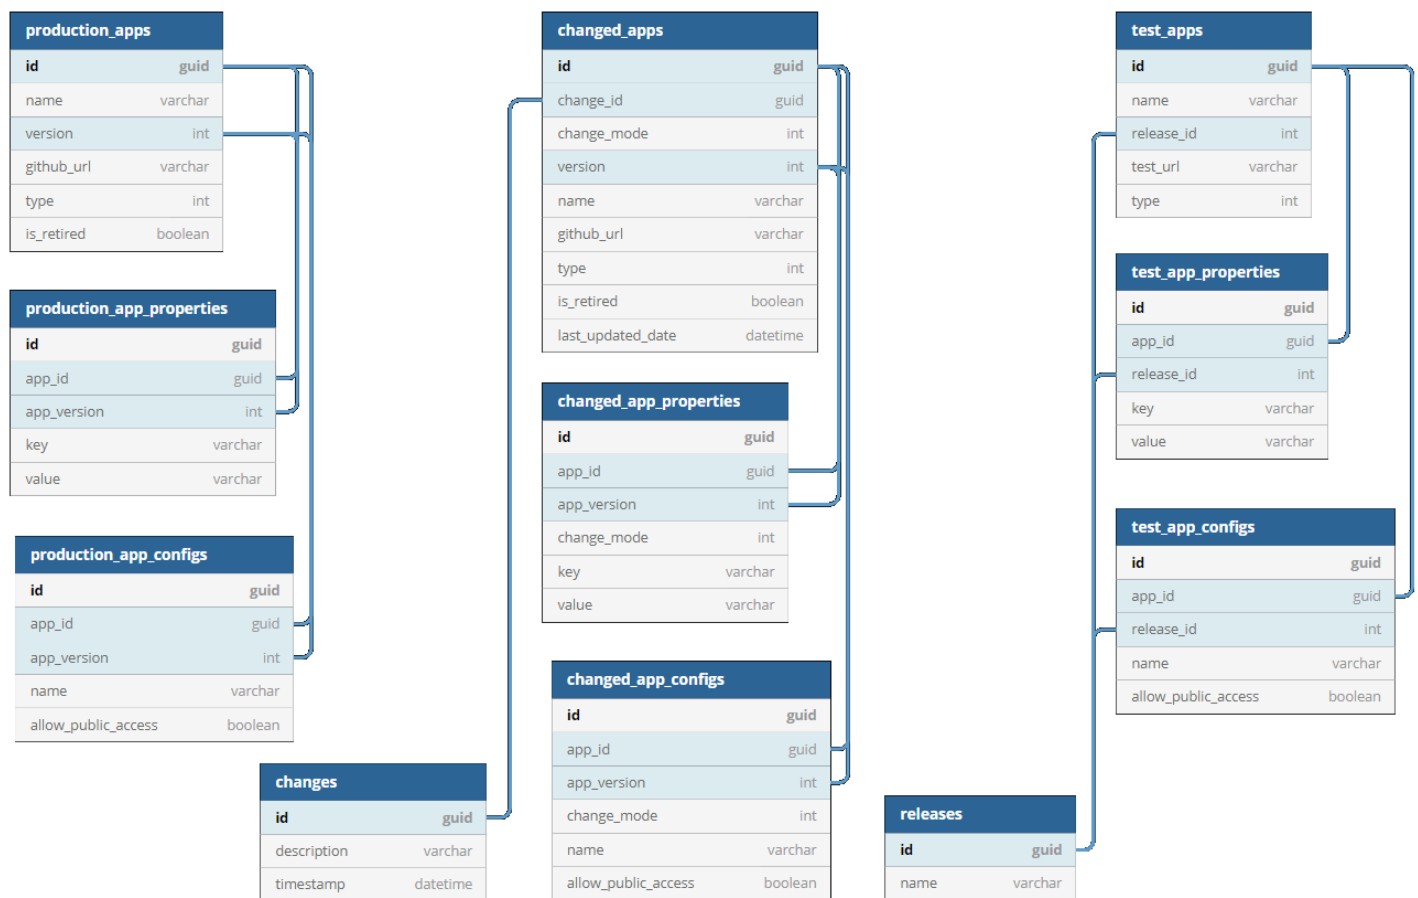 production_apps
id guid
name varchar
version int
github_url varchar
type int
is_retired boolean
production_app_properties
id guid
app_id guid
app_version int
key varchar
value varchar
production_app_configs
id guid
app_id guid
app_version int
name varchar
allow_public_access boolean
changes
id guid
description varchar
timestamp datetime
changed_apps
id guid
change_id guid
change_mode int
version int
name varchar
github_url varchar
type int
is_retired boolean
last_updated_date datetime
changed_app_properties
id guid
app_id guid
app_version int
change_mode int
key varchar
value varchar
changed_app_configs
id guid
app_id guid
app_version int
change_mode int
name varchar
allow_public_access boolean
releases
id guid
name varchar
test_apps
id guid
name varchar
release_id int
test_url varchar
type int
test_app_properties
id guid
app_id guid
release_id int
key varchar
value varchar
test_app_configs
id guid
app_id guid
release_id int
name varchar
allow_public_access boolean